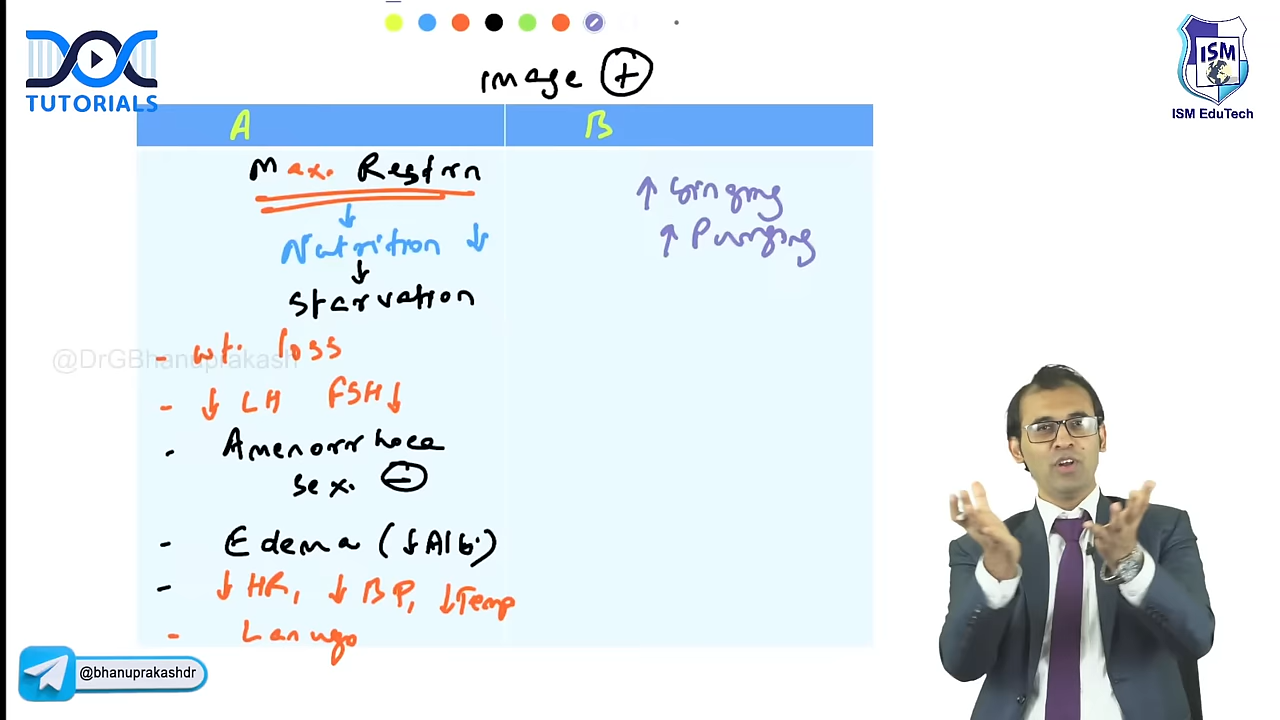 DOC
TUTORIALS
image +
ISM
ISM EduTech
A
B
Max. Restrn
↑ Binging
↑ Purging
Nutrition ↓
↓
Starvation
@DrGBhanuprakash
- wt. loss
- ↓ LH FSH ↓
- Amenorrhoea
sex. -
- Edema (↓Alb.)
- ↓ HR, ↓ BP, ↓Temp
- Lanugo
@bhanuprakashdr